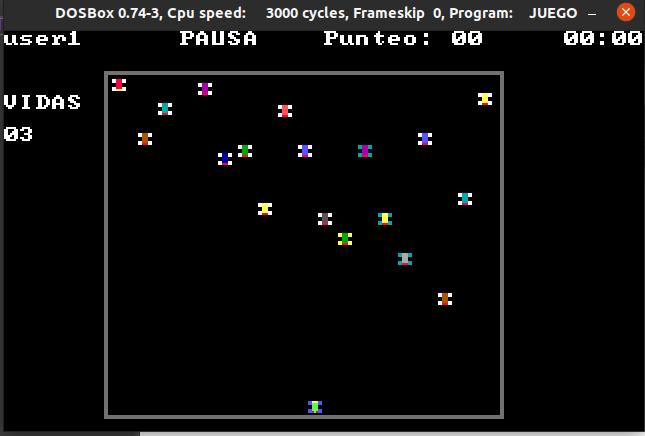 DOSBox 0.74-3, Cpu speed: 3000 cycles, Frameskip 0, Program: JUEGO
user1 PAUSA Punteo: 00 00:00
VIDAS
03